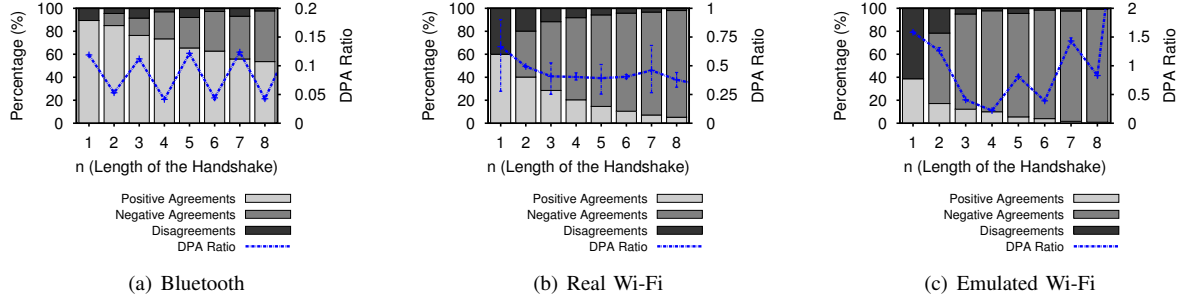 Percentage (%)
100
80
60
40
20
0
0.2
0.15
0.1
0.05
0
DPA Ratio
1 2 3 4 5 6 7 8
n (Length of the Handshake)
Positive Agreements
Negative Agreements
Disagreements
DPA Ratio
(a) Bluetooth
Percentage (%)
100
80
60
40
20
0
1
0.75
0.5
0.25
0
DPA Ratio
1 2 3 4 5 6 7 8
n (Length of the Handshake)
Positive Agreements
Negative Agreements
Disagreements
DPA Ratio
(b) Real Wi-Fi
Percentage (%)
100
80
60
40
20
0
2
1.5
1
0.5
0
DPA Ratio
1 2 3 4 5 6 7 8
n (Length of the Handshake)
Positive Agreements
Negative Agreements
Disagreements
DPA Ratio
(c) Emulated Wi-Fi